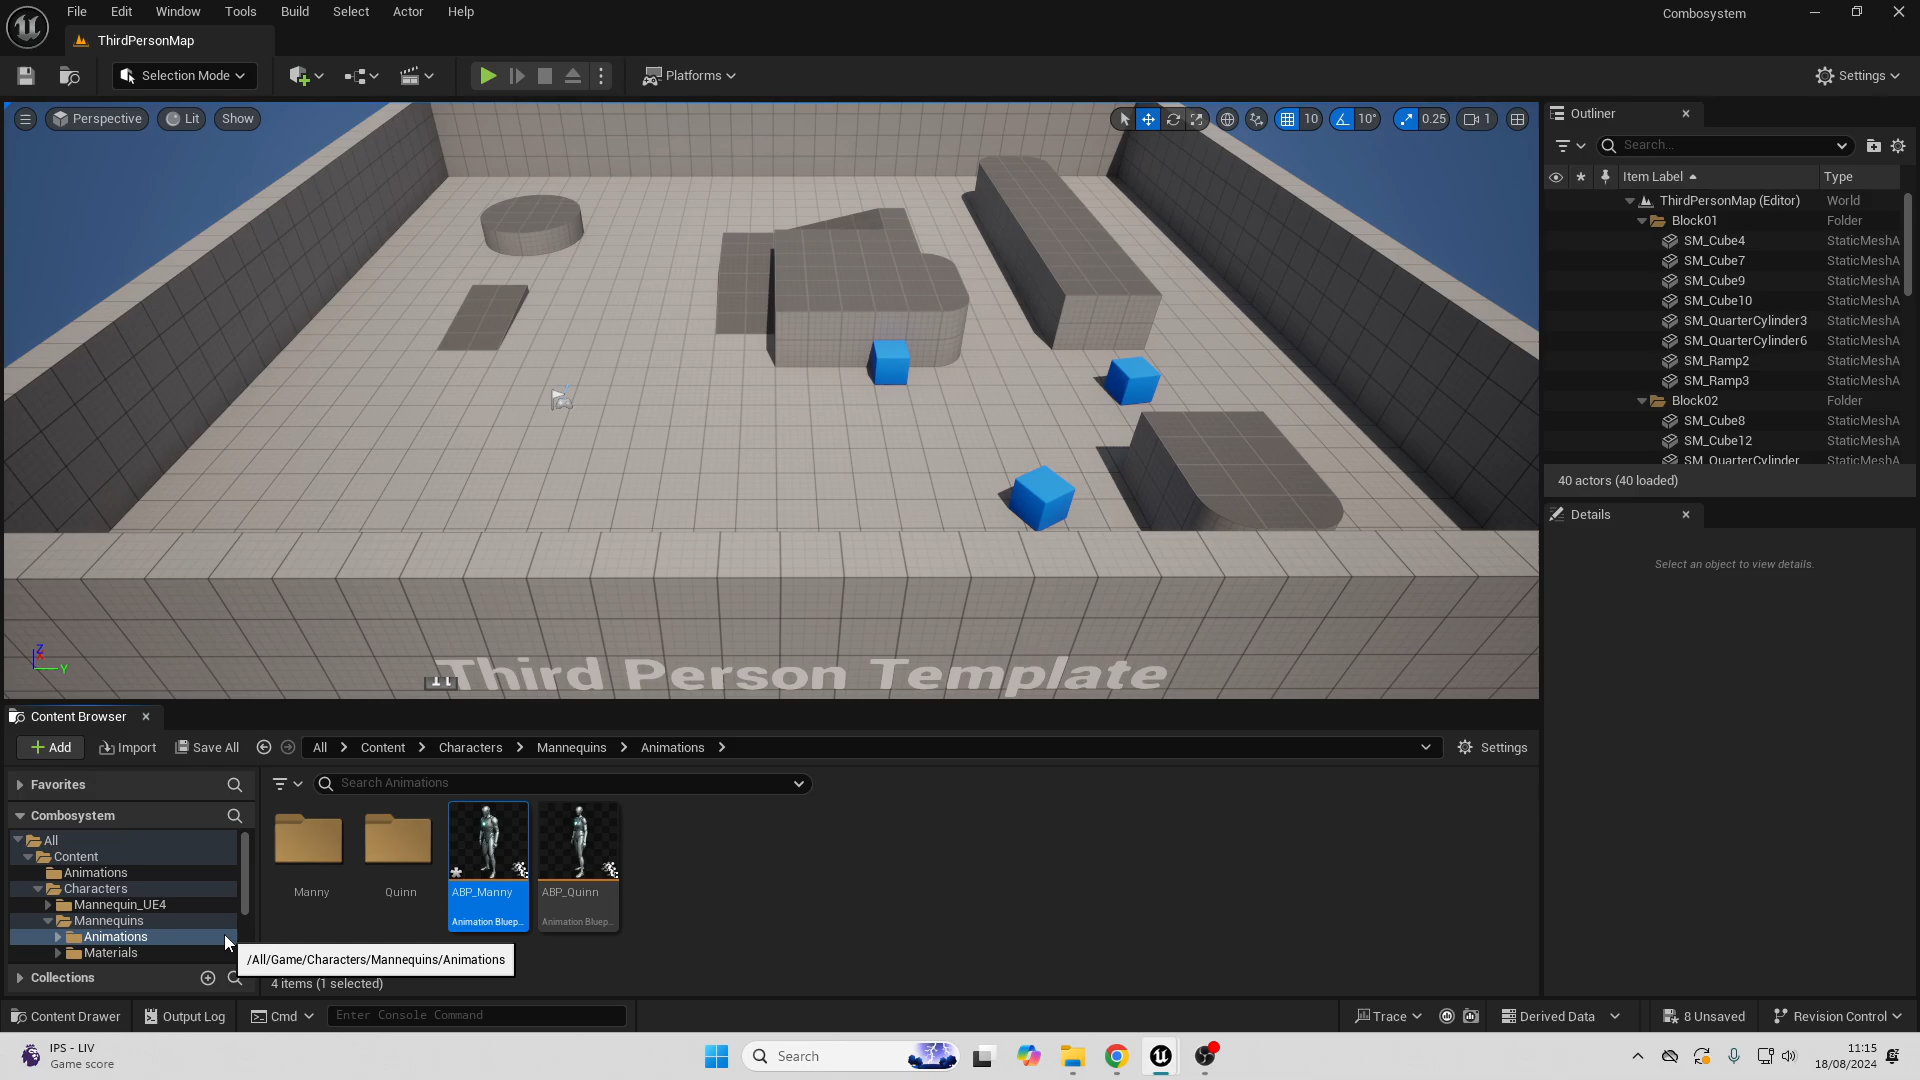 File Edit Window Tools Build Select Actor Help
Combosystem
ThirdPersonMap
Selection Mode
Platforms
Settings
Perspective Lit Show
10 10° 0.25 1
Third Person Template
Z
Y
Outliner
Search...
Item Label Type
ThirdPersonMap (Editor) World
Block01 Folder
SM_Cube4 StaticMeshA
SM_Cube7 StaticMeshA
SM_Cube9 StaticMeshA
SM_Cube10 StaticMeshA
SM_QuarterCylinder3 StaticMeshA
SM_QuarterCylinder6 StaticMeshA
SM_Ramp2 StaticMeshA
SM_Ramp3 StaticMeshA
Block02 Folder
SM_Cube8 StaticMeshA
SM_Cube12 StaticMeshA
SM_QuarterCylinder StaticMeshA
40 actors (40 loaded)
Details
Select an object to view details.
Content Browser
Add Import Save All All Content Characters Mannequins Animations Settings
Favorites
Search Animations
Combosystem
All
Content
Animations
Characters
Mannequin_UE4
Mannequins
Animations
Materials
Collections
Manny
Quinn
ABP_Manny
Animation Bluep...
ABP_Quinn
Animation Bluep...
/All/Game/Characters/Mannequins/Animations
4 items (1 selected)
Content Drawer Output Log Cmd Enter Console Command Trace Derived Data 8 Unsaved Revision Control
IPS - LIV
Game score
Search
11:15
18/08/2024